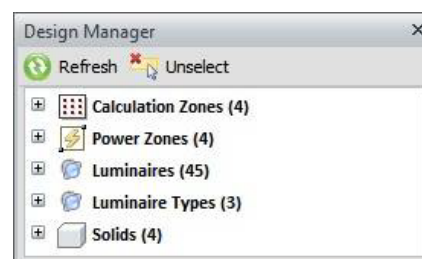 Design Manager
Refresh Unselect
Calculation Zones (4)
Power Zones (4)
Luminaires (45)
Luminaire Types (3)
Solids (4)